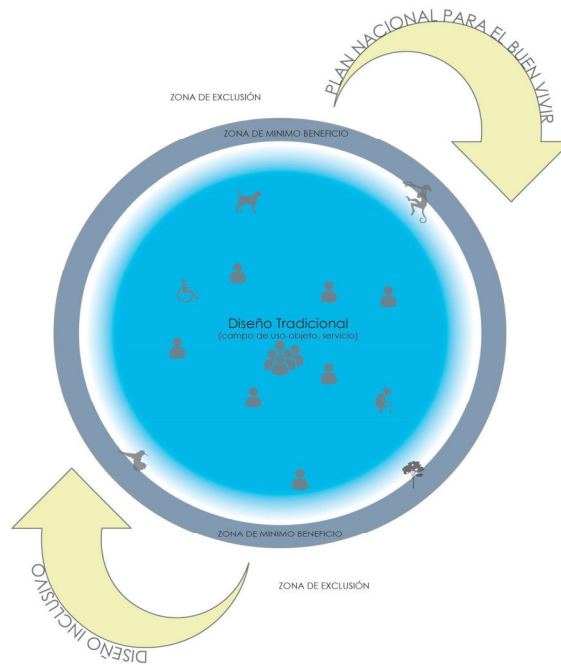 PLAN NACIONAL PARA EL BUEN VIVIR
ZONA DE EXCLUSIÓN
ZONA DE MINIMO BENEFICIO
Diseño Tradicional
(campo de uso-objeto, servicio)
ZONA DE MINIMO BENEFICIO
ZONA DE EXCLUSIÓN
DISEÑO INCLUSIVO